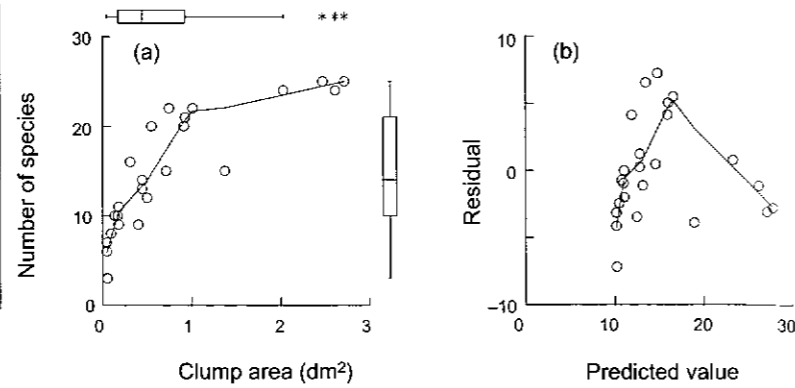 * **
(a)
30
20
10
0
0 1 2 3
Number of species
Clump area (dm²)
(b)
10
0
−10
0 10 20 30
Residual
Predicted value